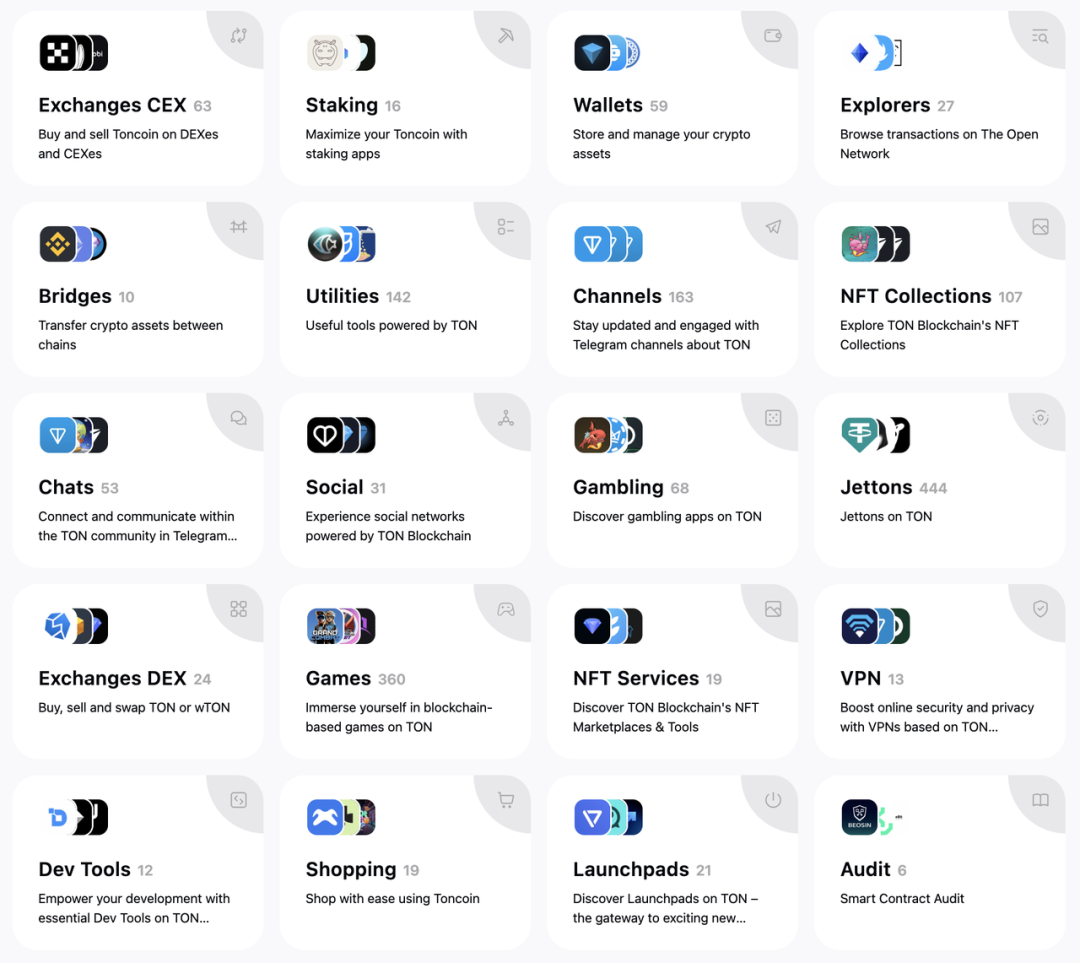 Exchanges CEX 63
Buy and sell Toncoin on DEXes
and CEXes
Staking 16
Maximize your Toncoin with
staking apps
Wallets 59
Store and manage your crypto
assets
Explorers 27
Browse transactions on The Open
Network
Bridges 10
Transfer crypto assets between
chains
Utilities 142
Useful tools powered by TON
Channels 163
Stay updated and engaged with
Telegram channels about TON
NFT Collections 107
Explore TON Blockchain's NFT
Collections
Chats 53
Connect and communicate within
the TON community in Telegram...
Social 31
Experience social networks
powered by TON Blockchain
Gambling 68
Discover gambling apps on TON
Jettons 444
Jettons on TON
Exchanges DEX 24
Buy, sell and swap TON or wTON
GRAND
COMBAT
Games 360
Immerse yourself in blockchain-
based games on TON
NFT Services 19
Discover TON Blockchain's NFT
Marketplaces & Tools
VPN 13
Boost online security and privacy
with VPNs based on TON...
Dev Tools 12
Empower your development with
essential Dev Tools on TON...
Shopping 19
Shop with ease using Toncoin
Launchpads 21
Discover Launchpads on TON –
the gateway to exciting new...
BEOSIN
Audit 6
Smart Contract Audit